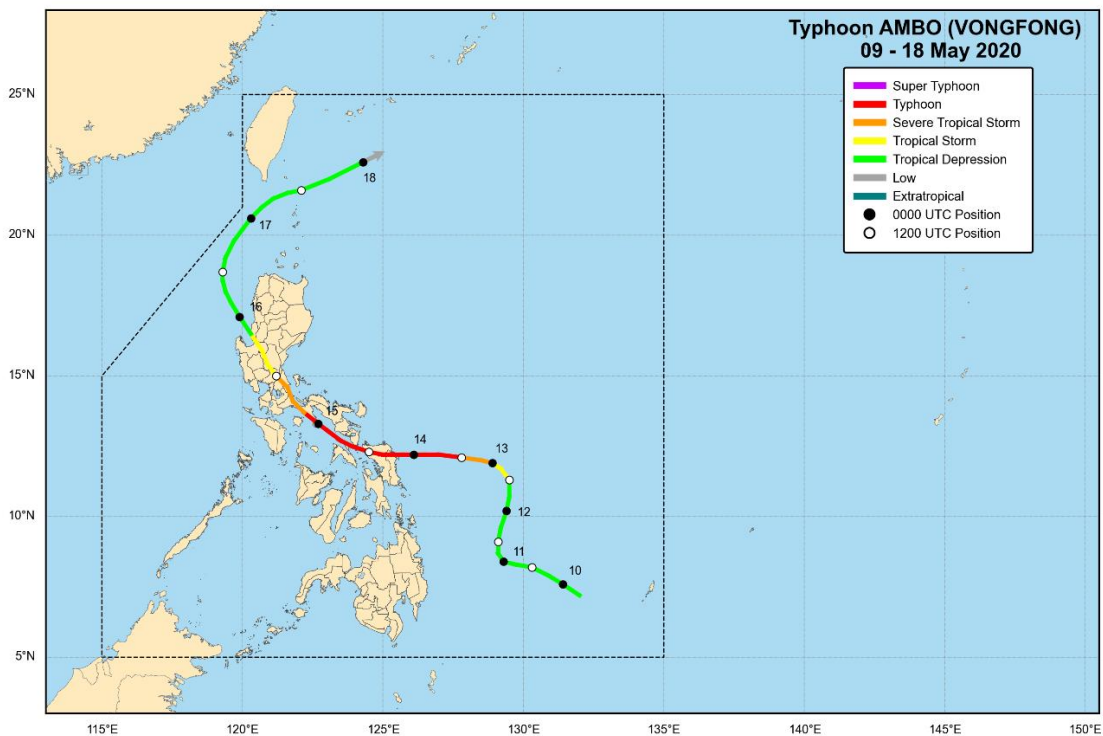 Typhoon AMBO (VONGFONG)
09 - 18 May 2020
Super Typhoon
Typhoon
Severe Tropical Storm
Tropical Storm
Tropical Depression
Low
Extratropical
0000 UTC Position
1200 UTC Position
25°N
20°N
15°N
10°N
5°N
18
17
16
15
14
13
12
11
10
115°E
120°E
125°E
130°E
135°E
140°E
145°E
150°E